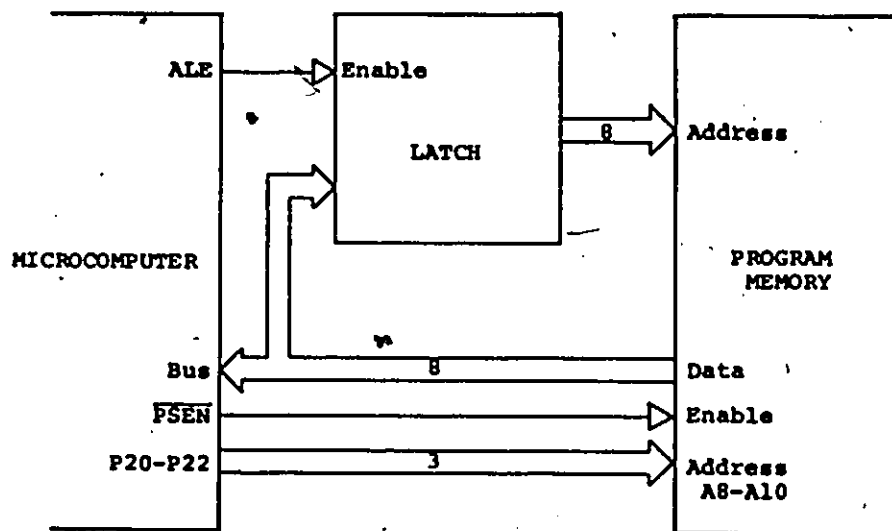 ALE
Enable
8
Address
LATCH
MICROCOMPUTER
PROGRAM
MEMORY
Bus
8
Data
PSEN
Enable
P20-P22
3
Address
A8-A10